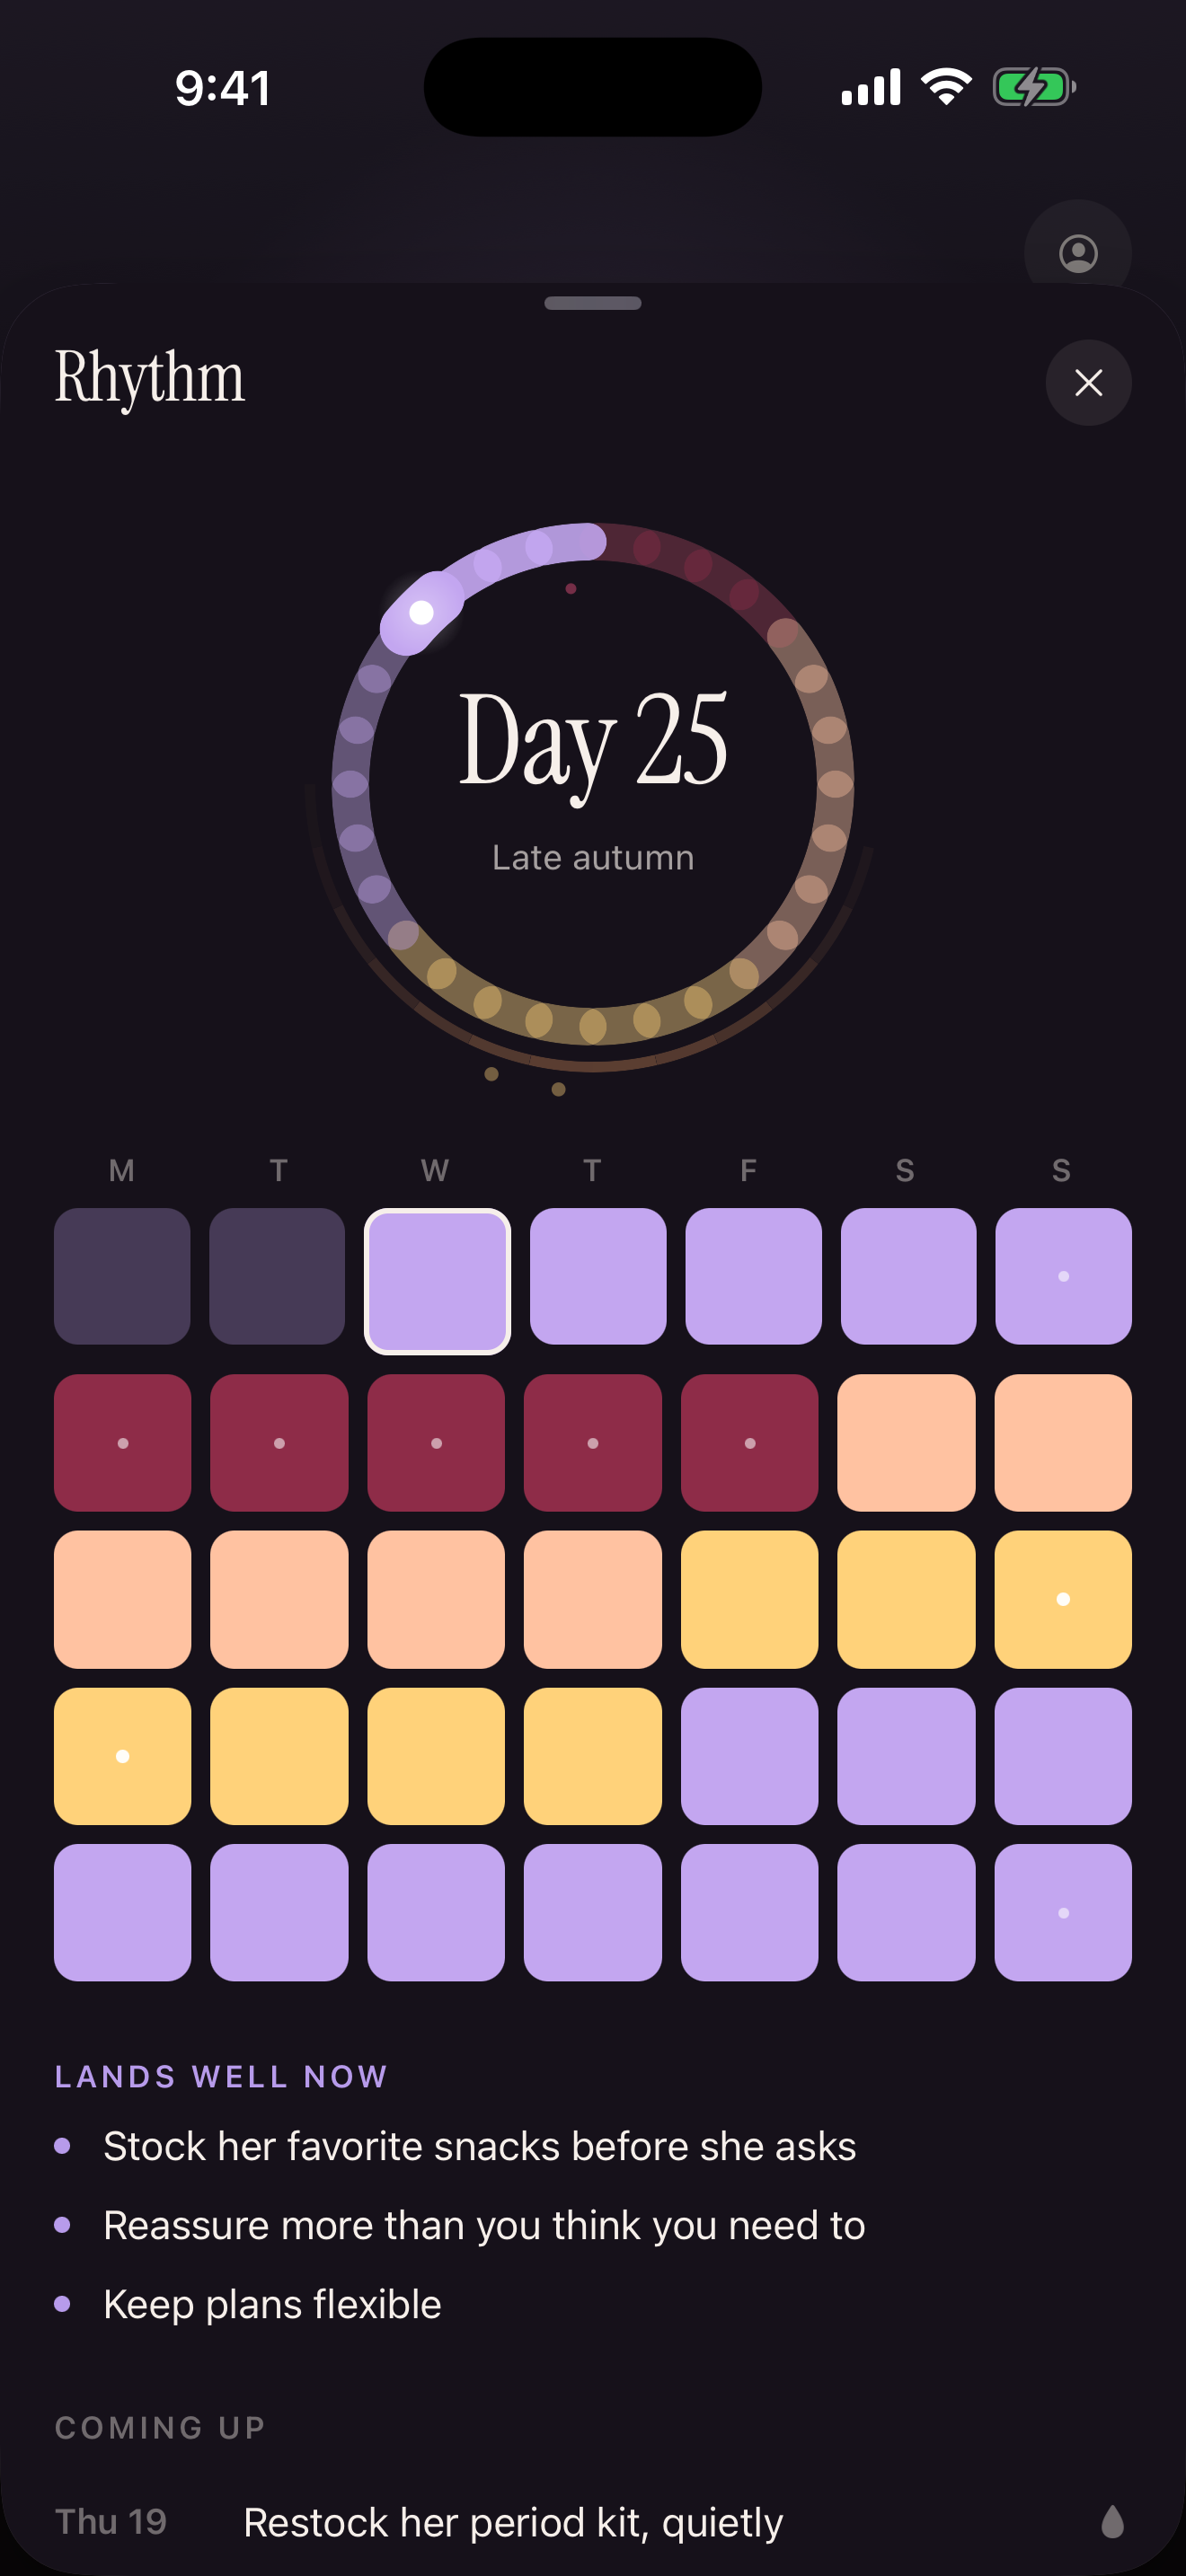 9:41
Rhythm
Day 25
Late autumn
M T W T F S S
LANDS WELL NOW
Stock her favorite snacks before she asks
Reassure more than you think you need to
Keep plans flexible
COMING UP
Thu 19 Restock her period kit, quietly